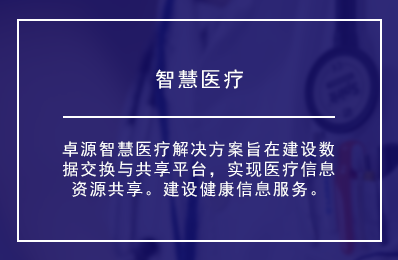 智慧医疗
卓源智慧医疗解决方案旨在建设数
据交换与共享平台，实现医疗信息
资源共享。建设健康信息服务。